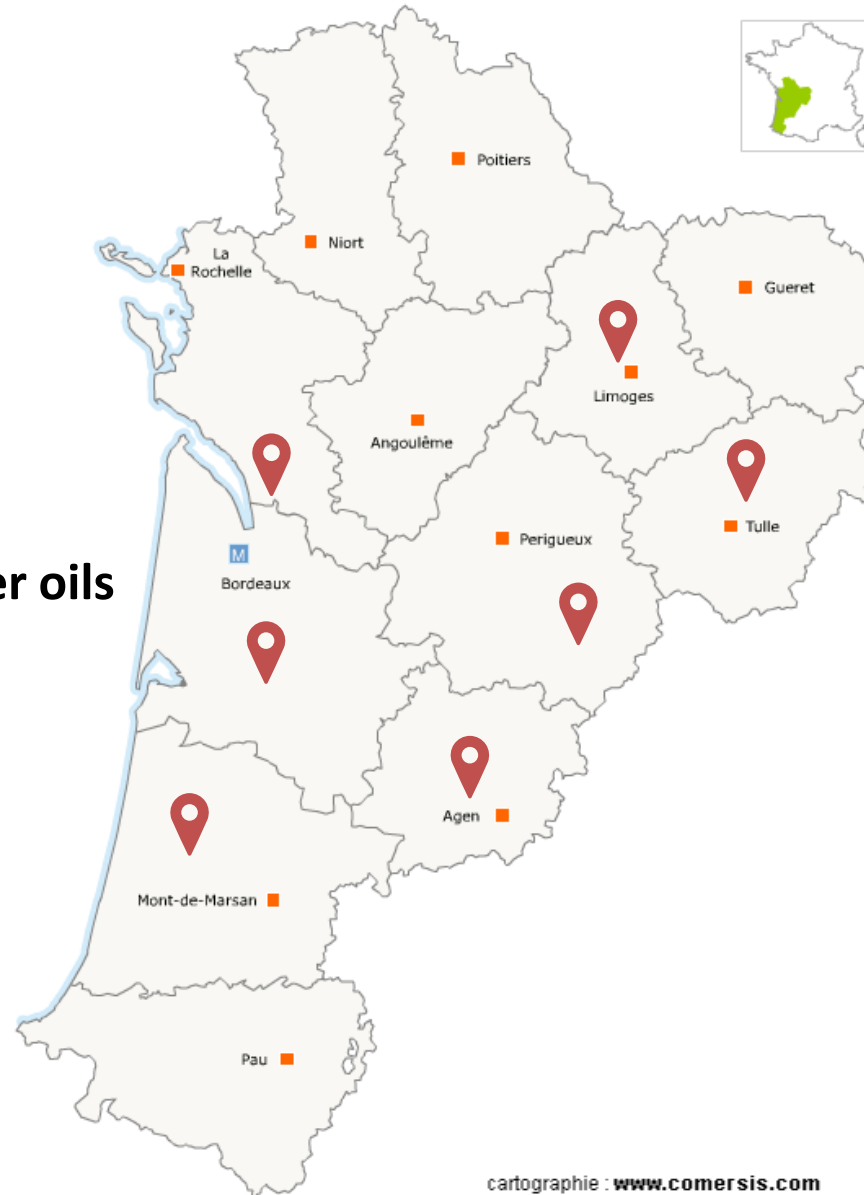 Poitiers
Niort
La
Rochelle
Gueret
Limoges
Angoulême
Tulle
Perigueux
M
Bordeaux
er oils
Agen
Mont-de-Marsan
Pau
cartographie : www.comersis.com